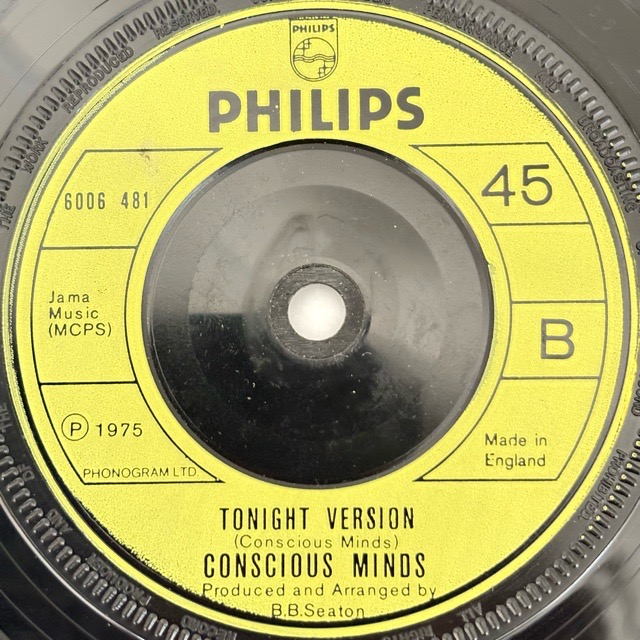 PHILIPS
PHILIPS
6006 481
45
Jama
Music
(MCPS)
B
Ⓟ 1975
PHONOGRAM LTD.
Made in
England
TONIGHT VERSION
(Conscious Minds)
CONSCIOUS MINDS
Produced and Arranged by
B.B.Seaton